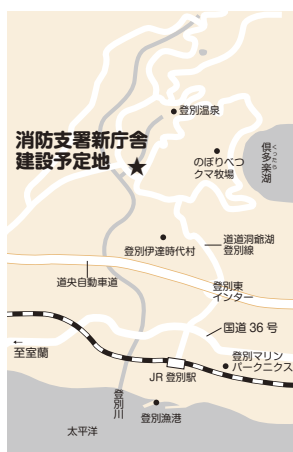 登別温泉
消防支署新庁舎
建設予定地
★
のぼりべつ
クマ牧場
倶多楽湖
くったらこ
登別伊達時代村
道道洞爺湖
登別線
道央自動車道
登別東
インター
国道 36 号
←
至室蘭
登別マリン
パークニクス
JR 登別駅
登別川
登別漁港
太平洋